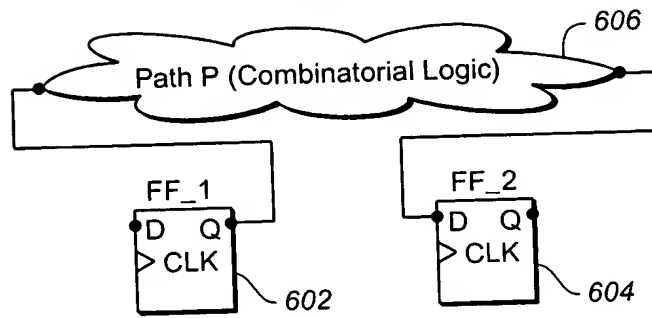 606
Path P (Combinatorial Logic)
FF_1
FF_2
D Q
D Q
CLK
CLK
602
604